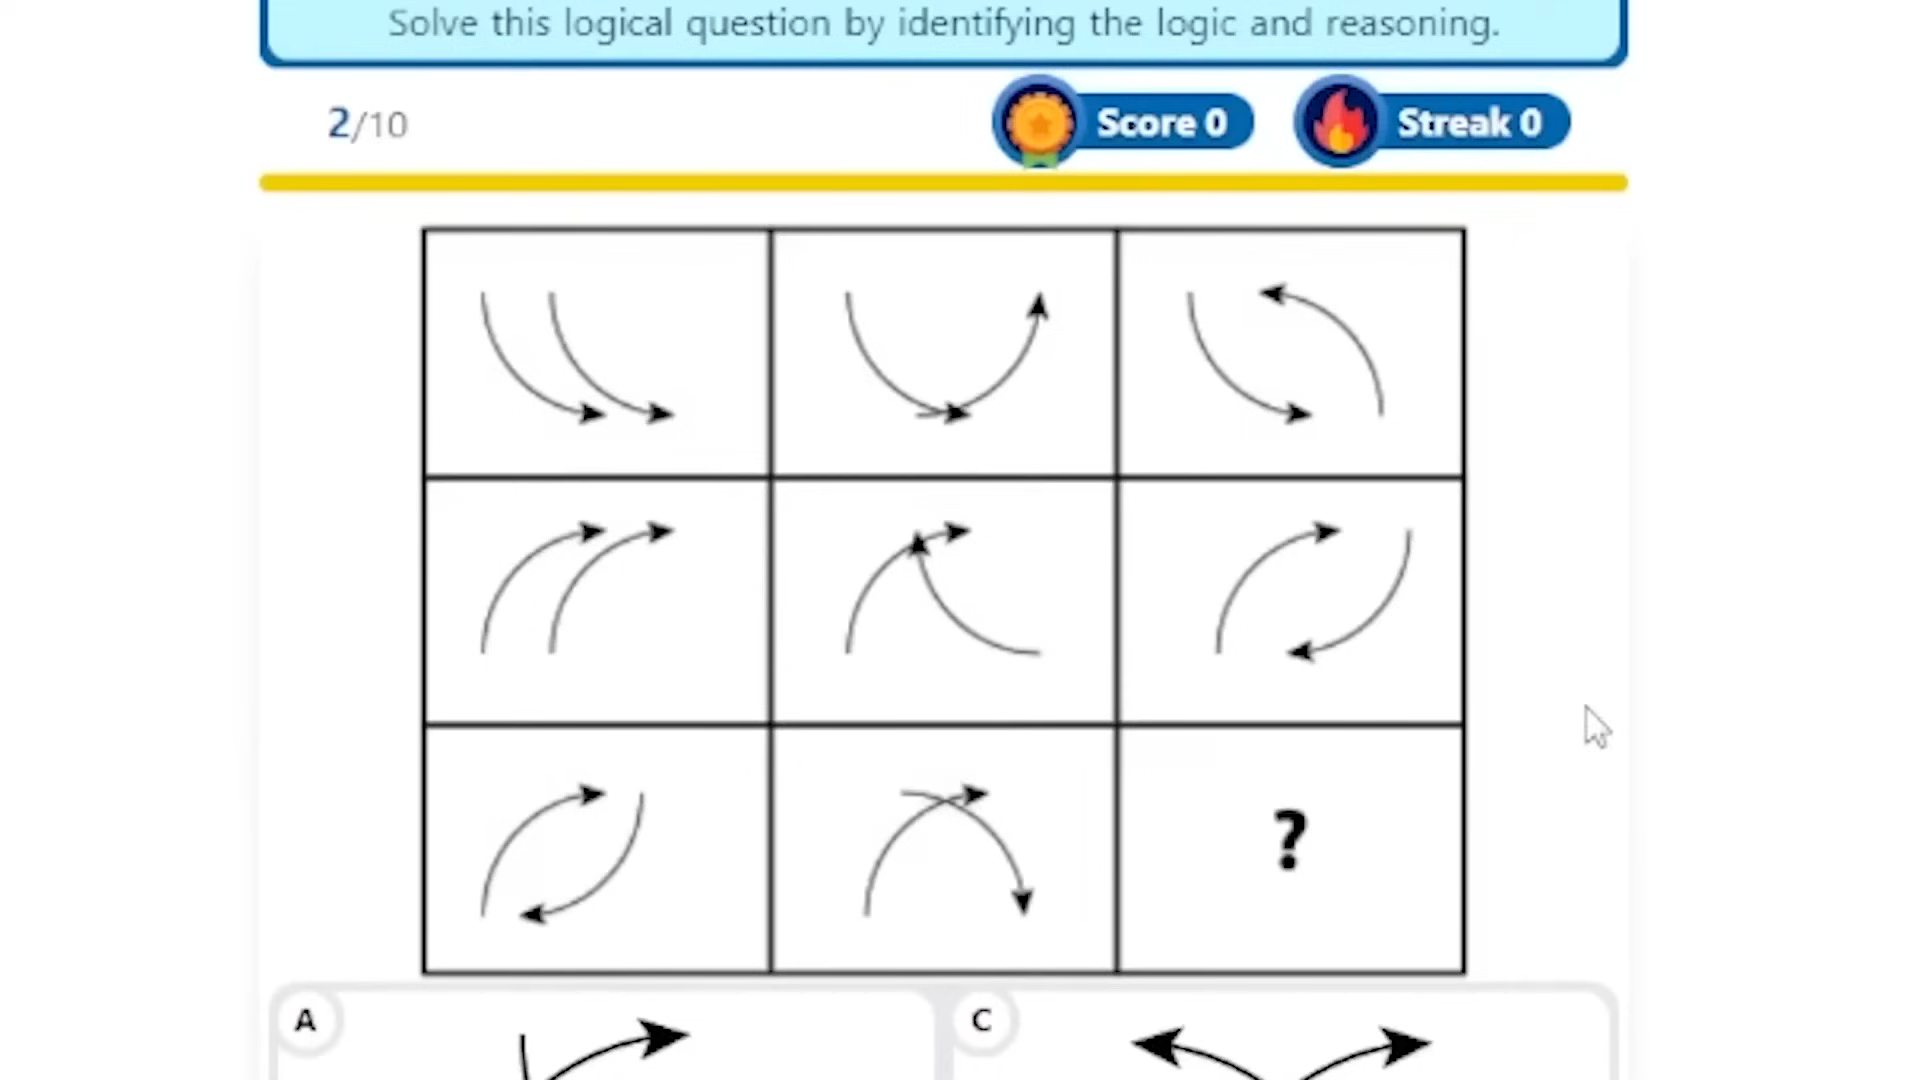 Solve this logical question by identifying the logic and reasoning.
2/10
Score 0
Streak 0
?
A
C